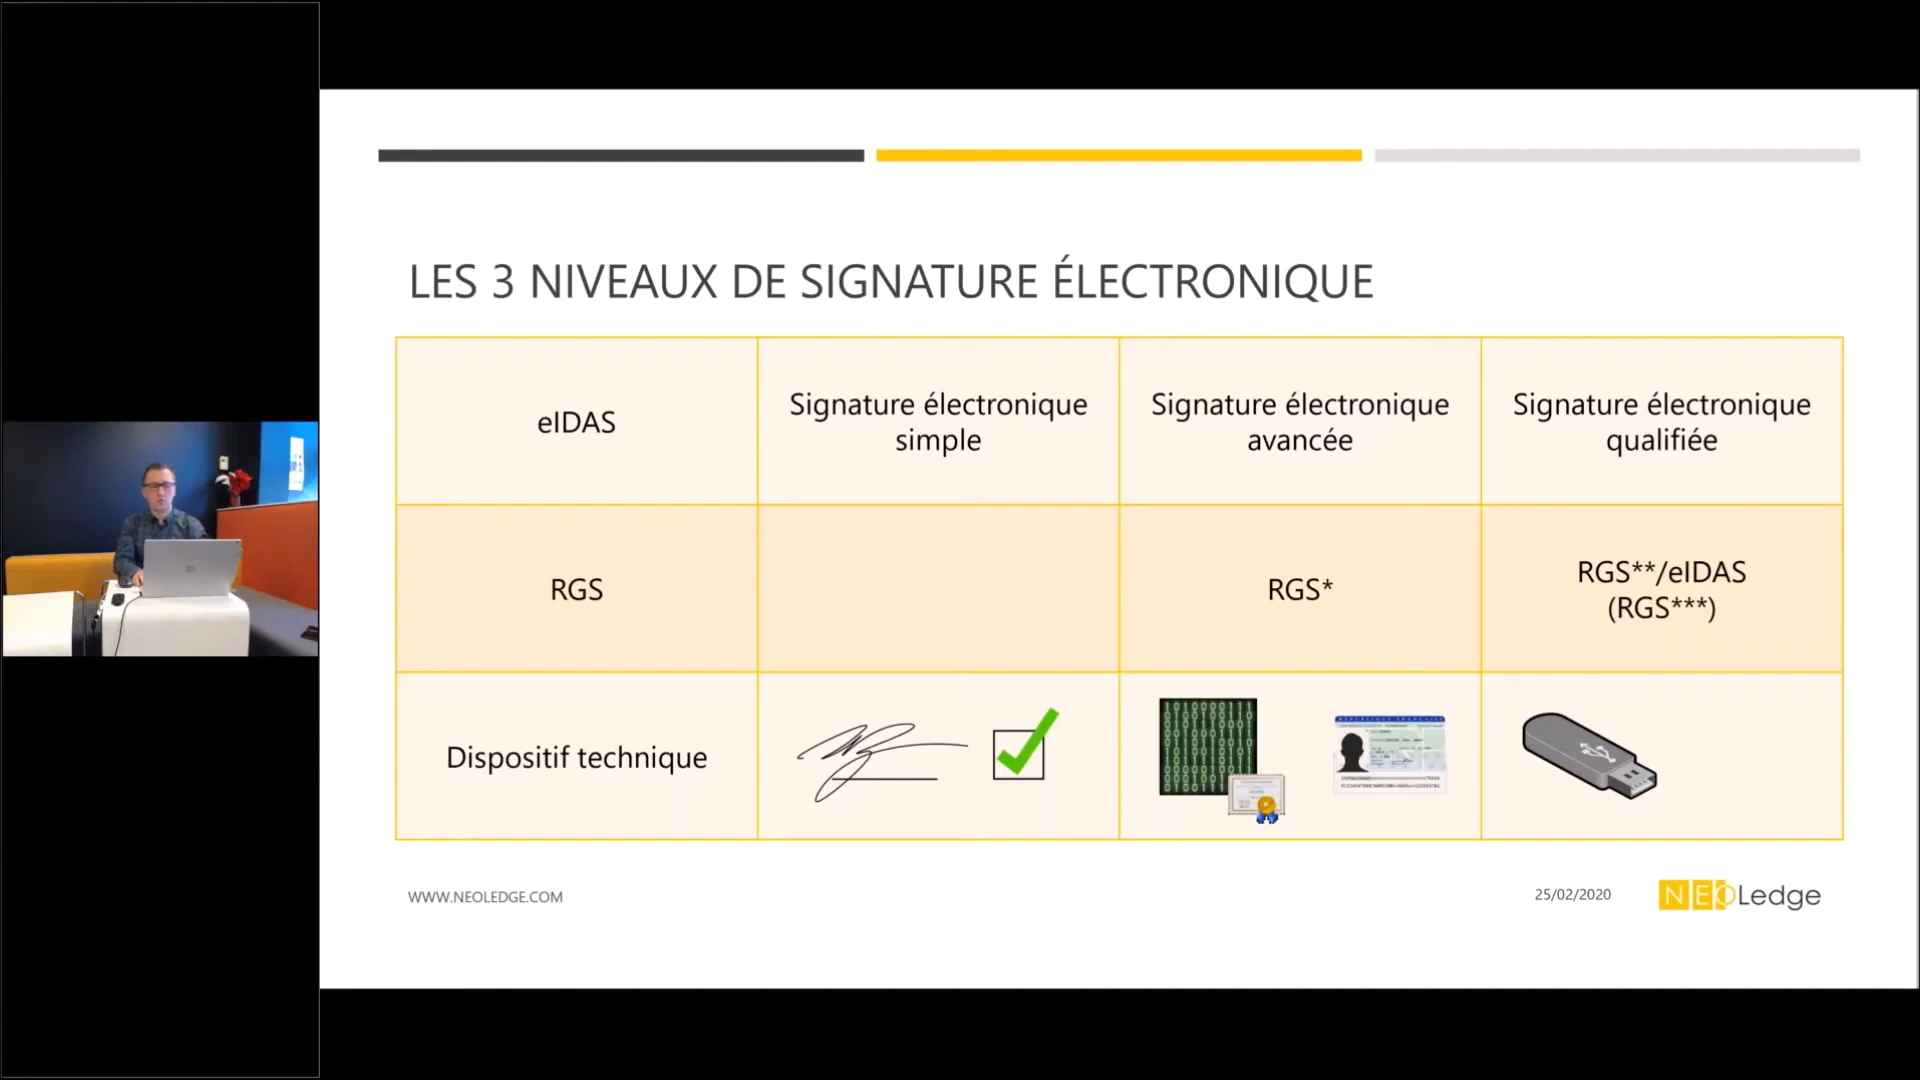 LES 3 NIVEAUX DE SIGNATURE ÉLECTRONIQUE
eIDAS
Signature électronique
simple
Signature électronique
avancée
Signature électronique
qualifiée
RGS
RGS*
RGS**/eIDAS
(RGS***)
Dispositif technique
WWW.NEOLEDGE.COM
25/02/2020
NEOLedge